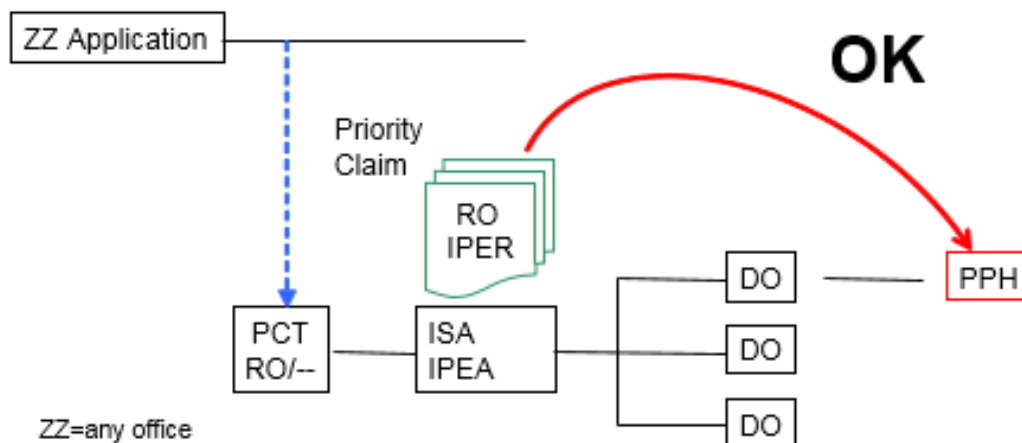 ZZ Application
OK
Priority
Claim
RO
IPER
DO
PPH
PCT
RO/--
ISA
IPEA
DO
DO
ZZ=any office